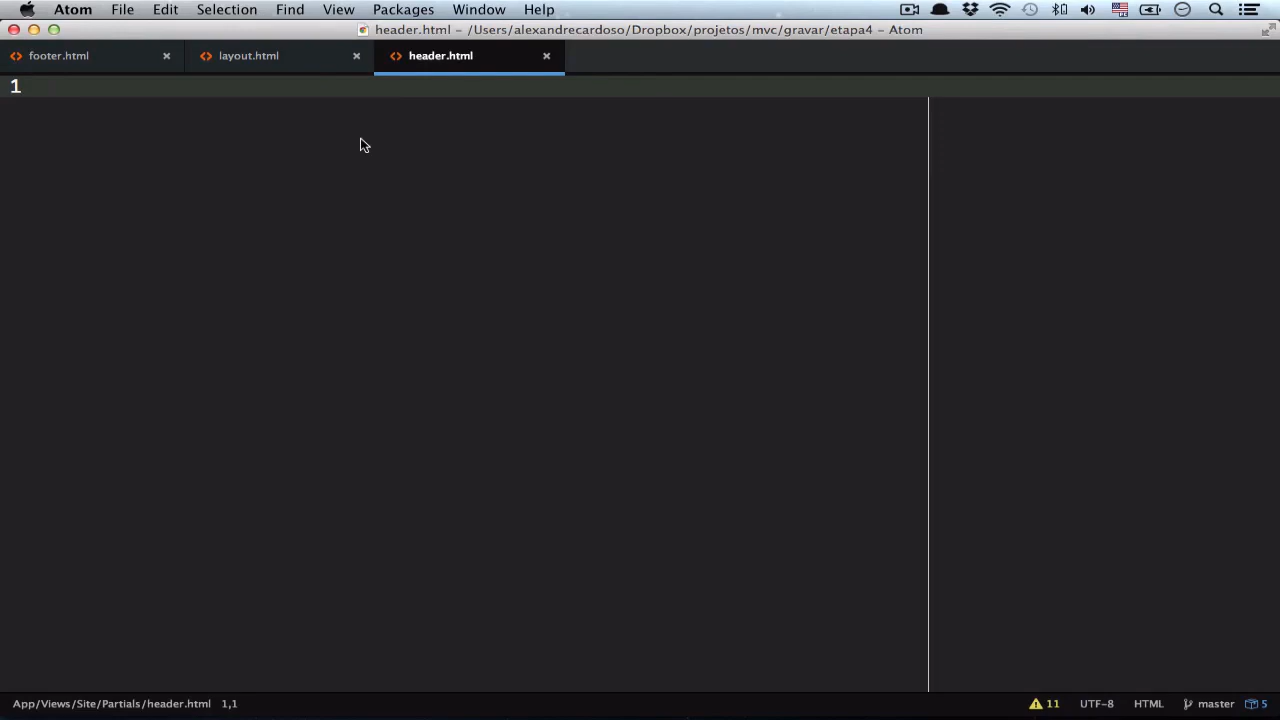 Atom File Edit Selection Find View Packages Window Help
header.html – /Users/alexandrecardoso/Dropbox/projetos/mvc/gravar/etapa4 – Atom
footer.html layout.html header.html
1
App/Views/Site/Partials/header.html 1,1 11 UTF-8 HTML master 5